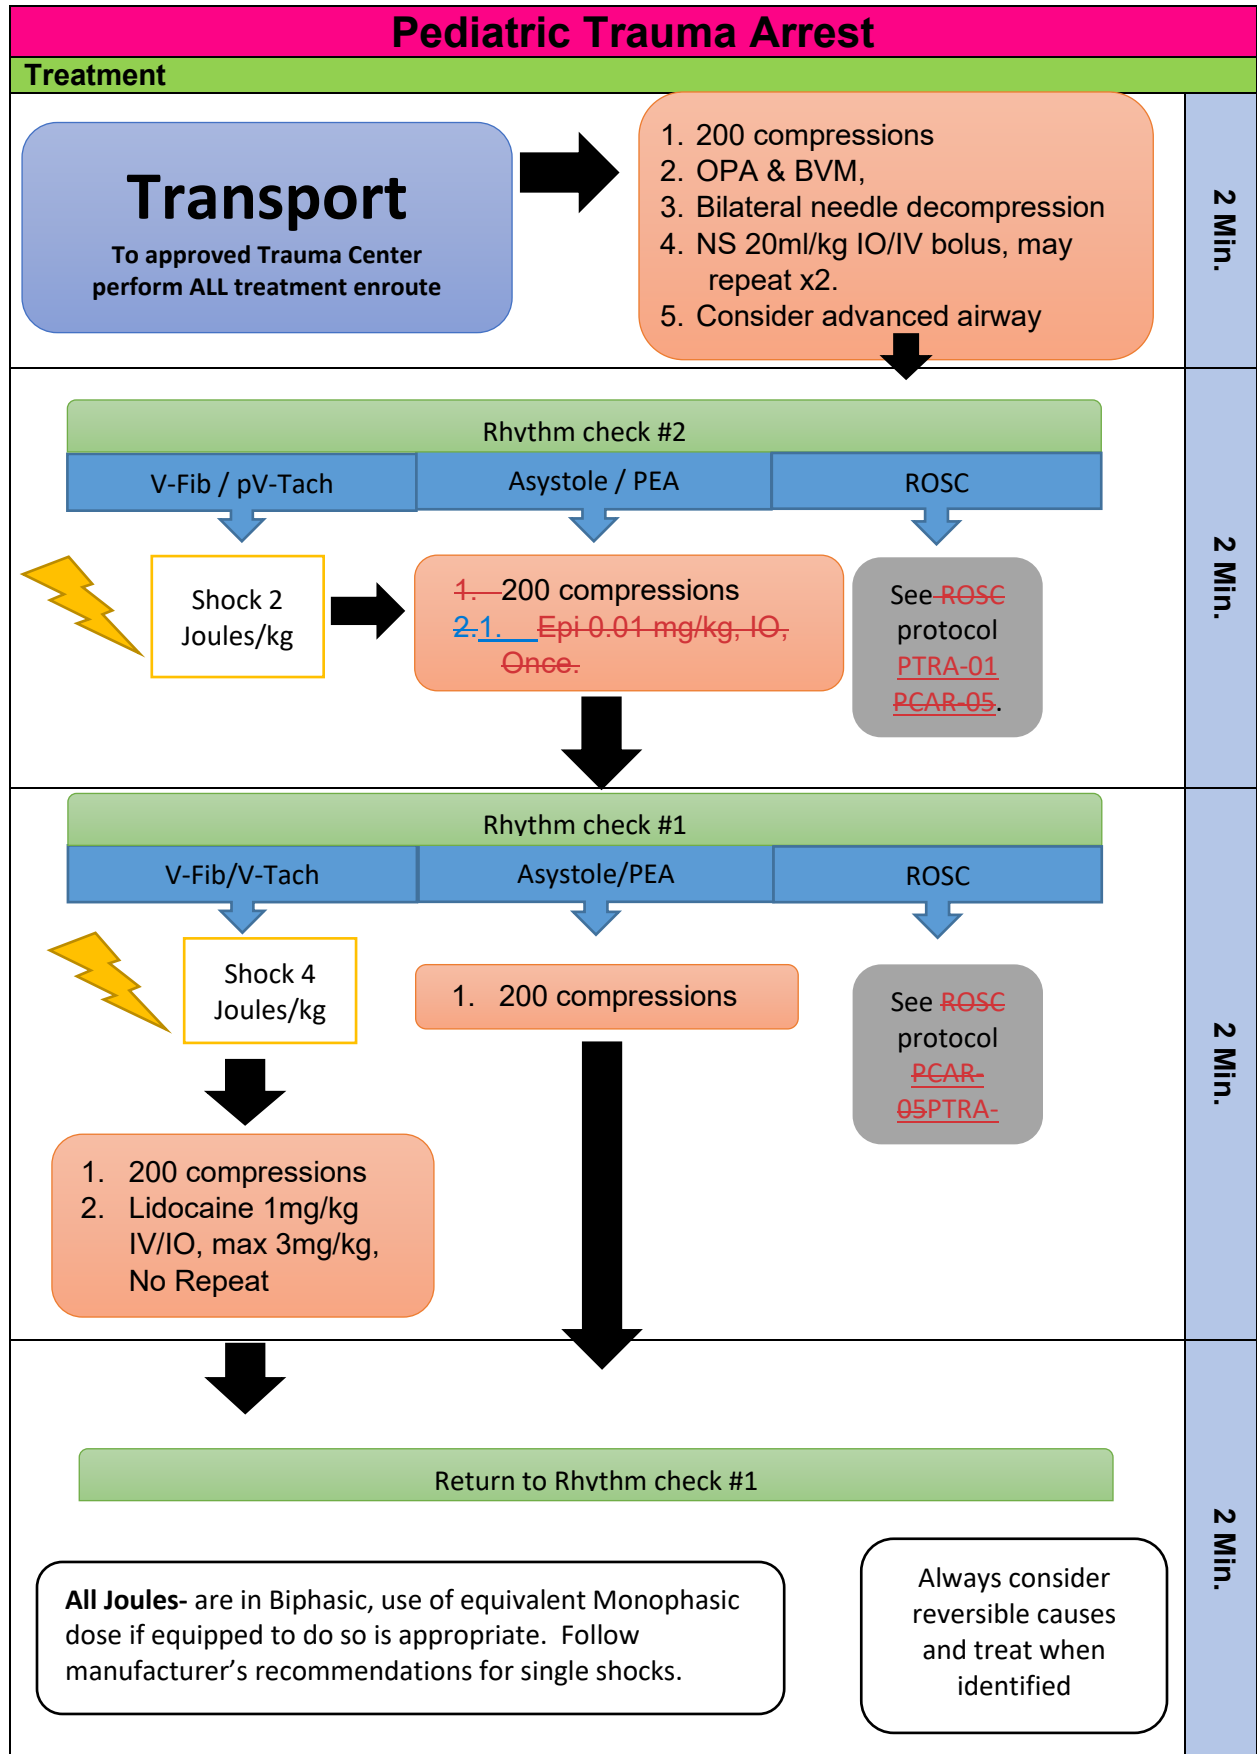 Pediatric Trauma Arrest
Treatment
Transport
To approved Trauma Center
perform ALL treatment enroute
1. 200 compressions
2. OPA & BVM,
3. Bilateral needle decompression
4. NS 20ml/kg IO/IV bolus, may
repeat x2.
5. Consider advanced airway
2 Min.
Rhythm check #2
V-Fib / pV-Tach
Asystole / PEA
ROSC
Shock 2
Joules/kg
1. 200 compressions
2.1. Epi 0.01 mg/kg, IO,
Once.
See ROSC
protocol
PTRA-01
PCAR-05.
2 Min.
Rhythm check #1
V-Fib/V-Tach
Asystole/PEA
ROSC
Shock 4
Joules/kg
1. 200 compressions
See ROSC
protocol
PCAR-
05PTRA-
1. 200 compressions
2. Lidocaine 1mg/kg
IV/IO, max 3mg/kg,
No Repeat
2 Min.
Return to Rhythm check #1
All Joules- are in Biphasic, use of equivalent Monophasic
dose if equipped to do so is appropriate. Follow
manufacturer's recommendations for single shocks.
Always consider
reversible causes
and treat when
identified
2 Min.